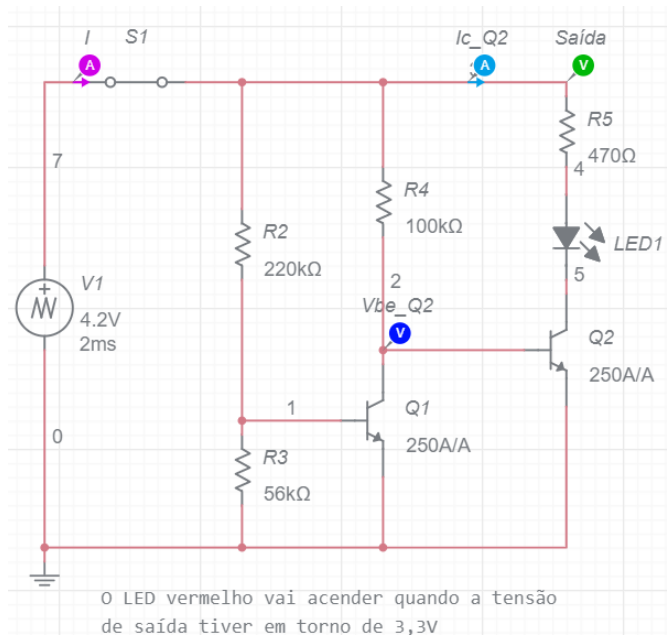 I
S1
Ic_Q2
Saída
A
A
V
R5
470Ω
7
4
R4
100kΩ
R2
220kΩ
LED1
V1
4.2V
2ms
2
5
Vbe_Q2
V
Q2
250A/A
1
Q1
250A/A
0
R3
56kΩ
O LED vermelho vai acender quando a tensão
de saída tiver em torno de 3,3V